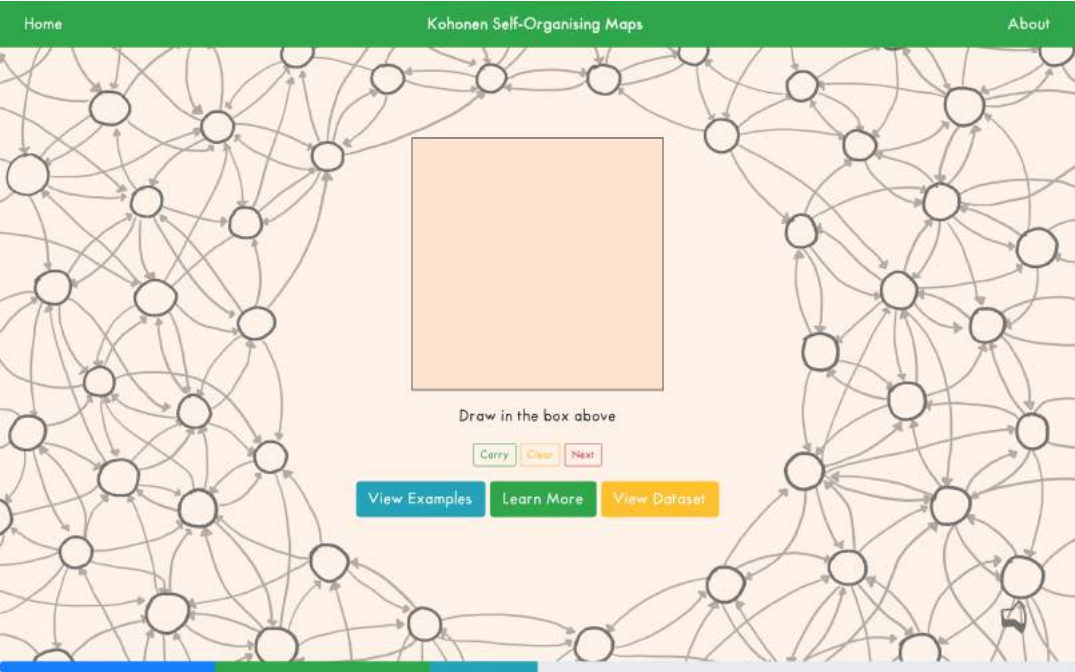 Home Kohonen Self-Organising Maps About
Draw in the box above
Carry Clear Next
View Examples Learn More View Dataset